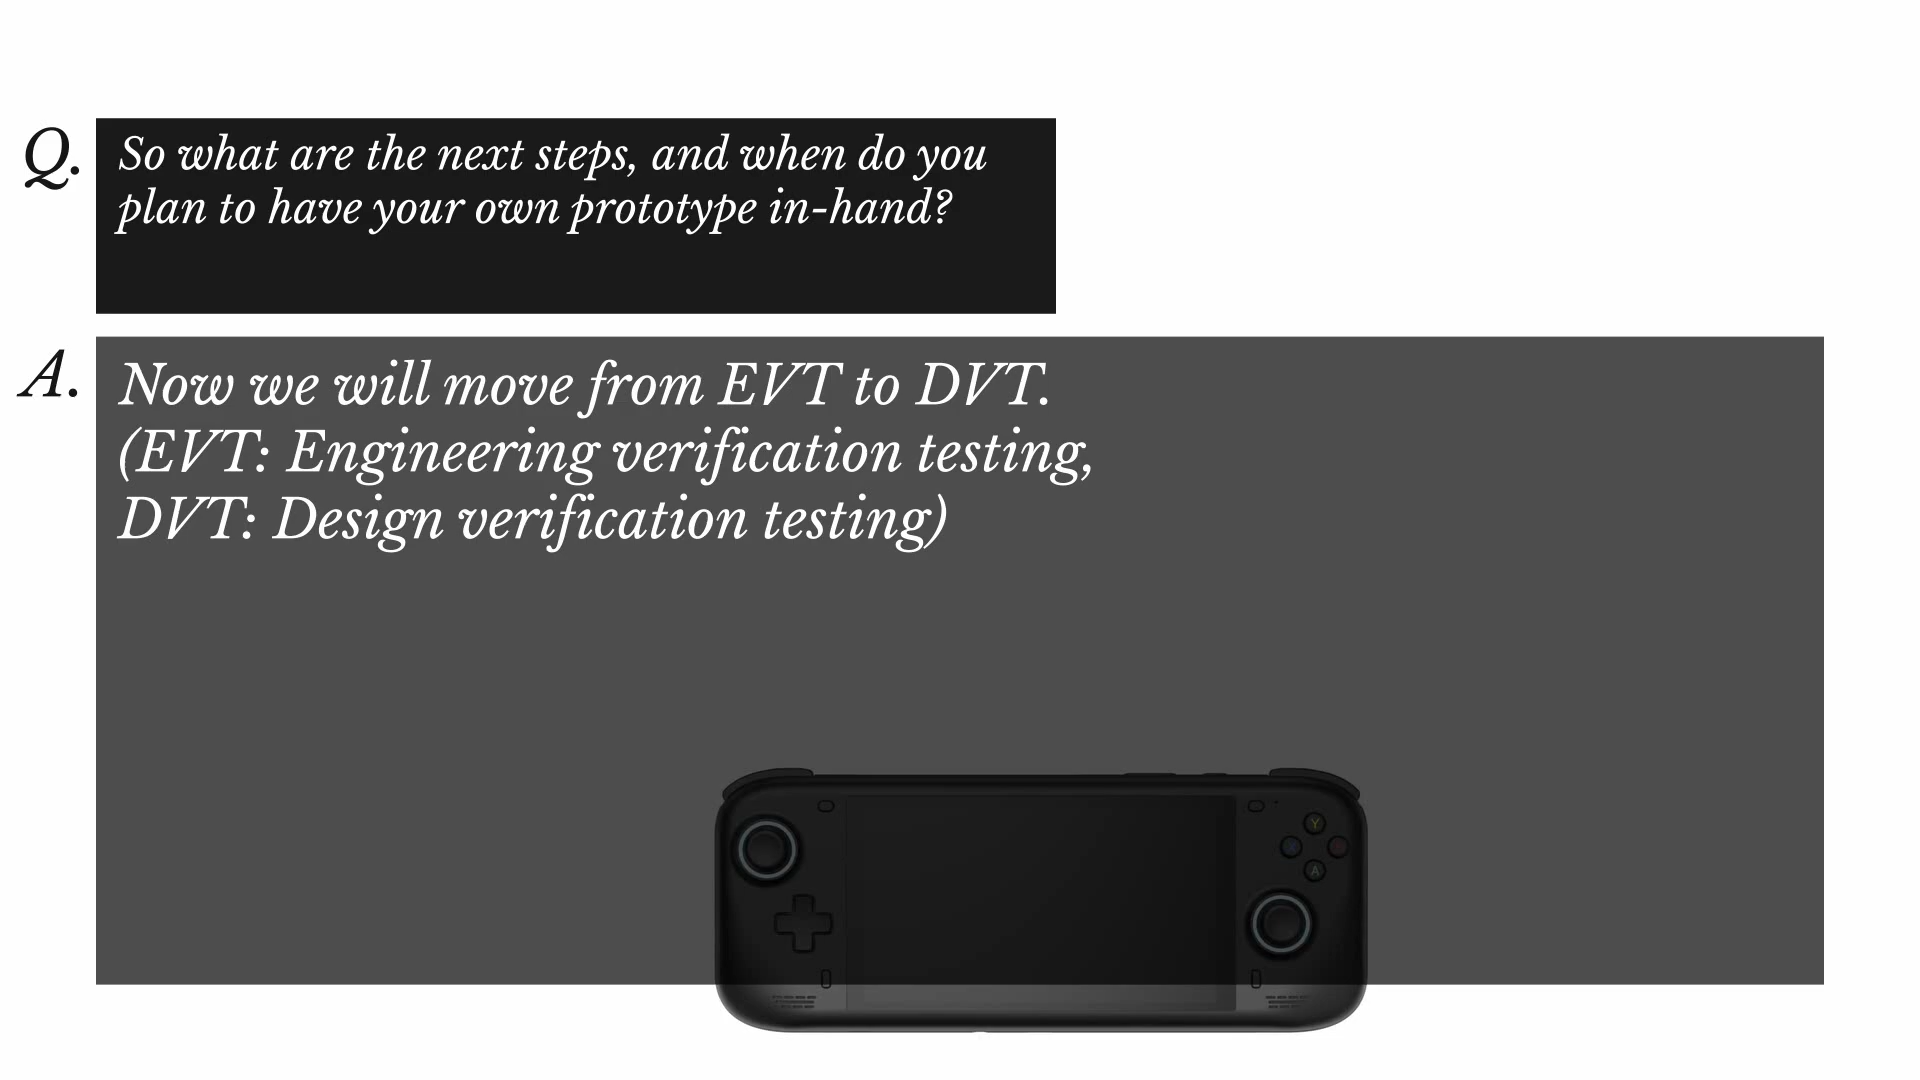 Q.
So what are the next steps, and when do you
plan to have your own prototype in-hand?
A.
Now we will move from EVT to DVT.
(EVT: Engineering verification testing,
DVT: Design verification testing)
Y
A